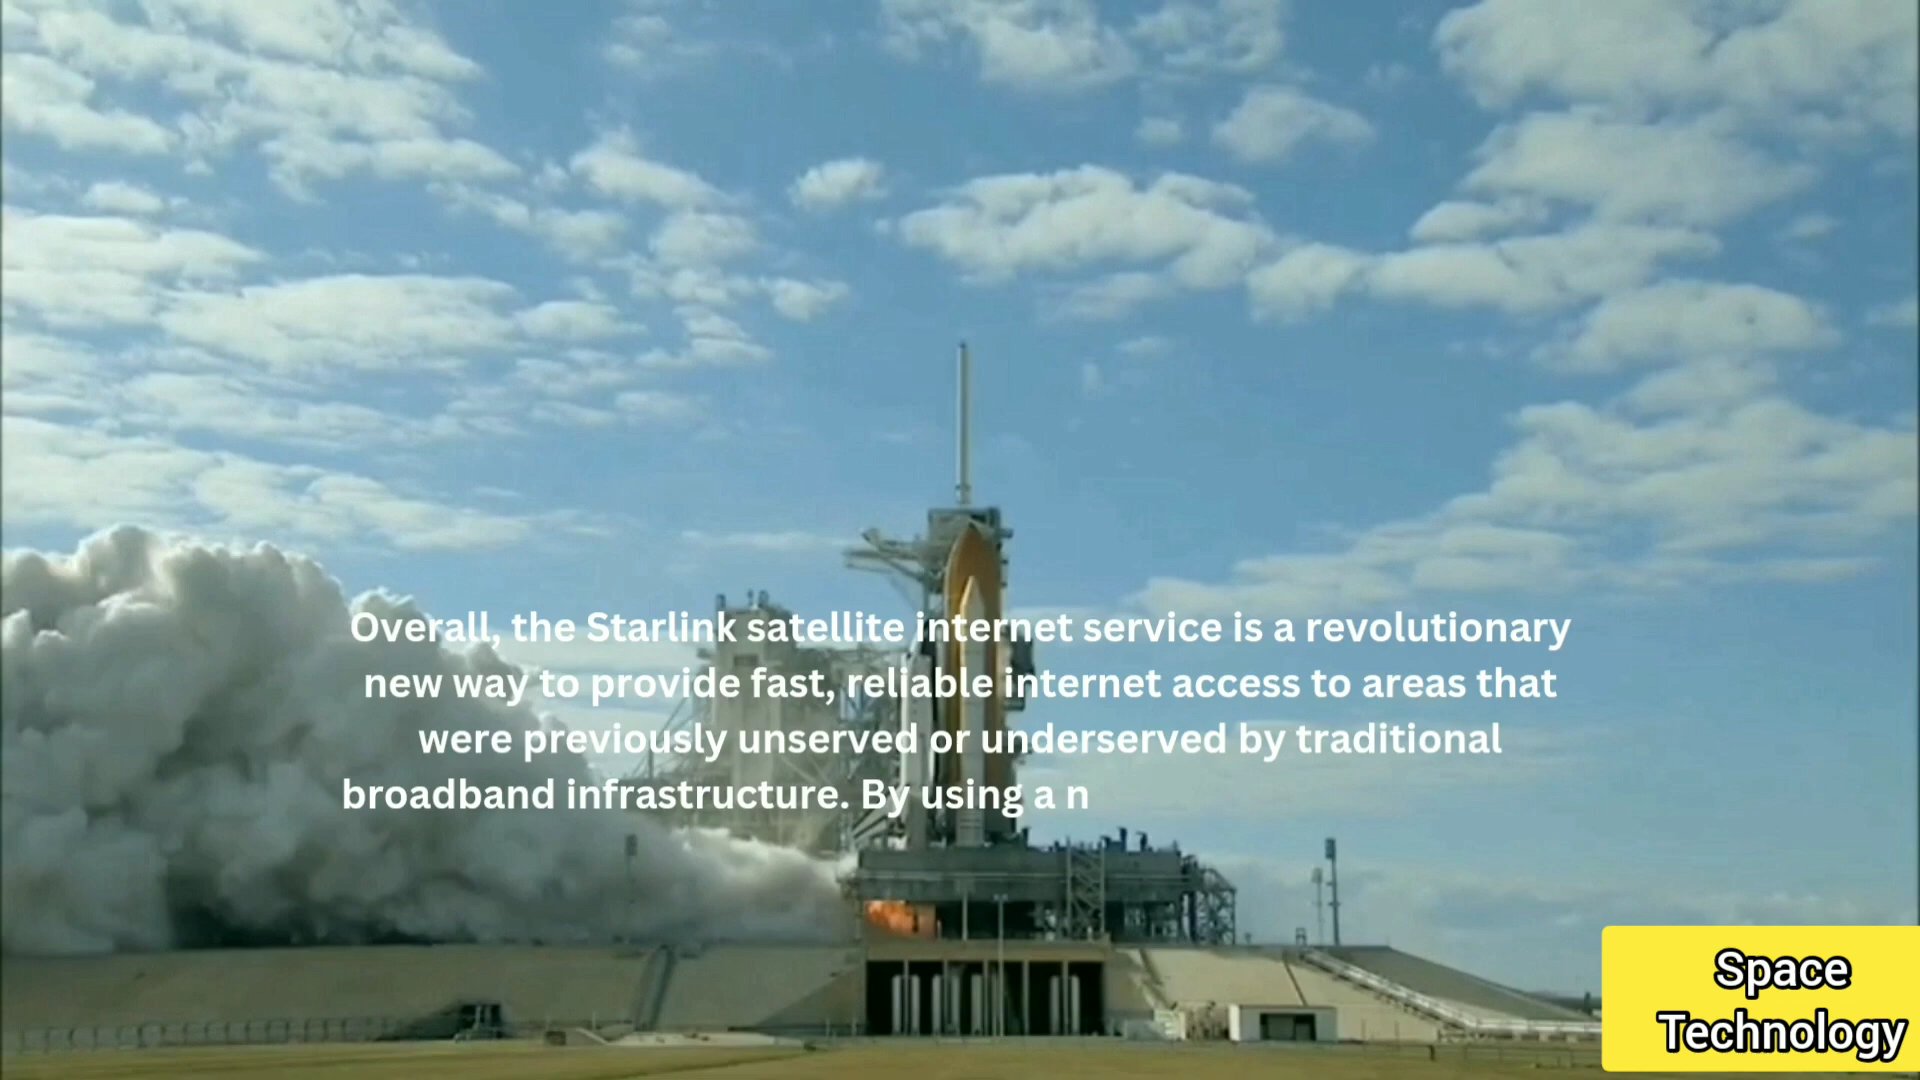 Overall, the Starlink satellite internet service is a revolutionary
new way to provide fast, reliable internet access to areas that
were previously unserved or underserved by traditional
broadband infrastructure. By using a n
Space
Technology